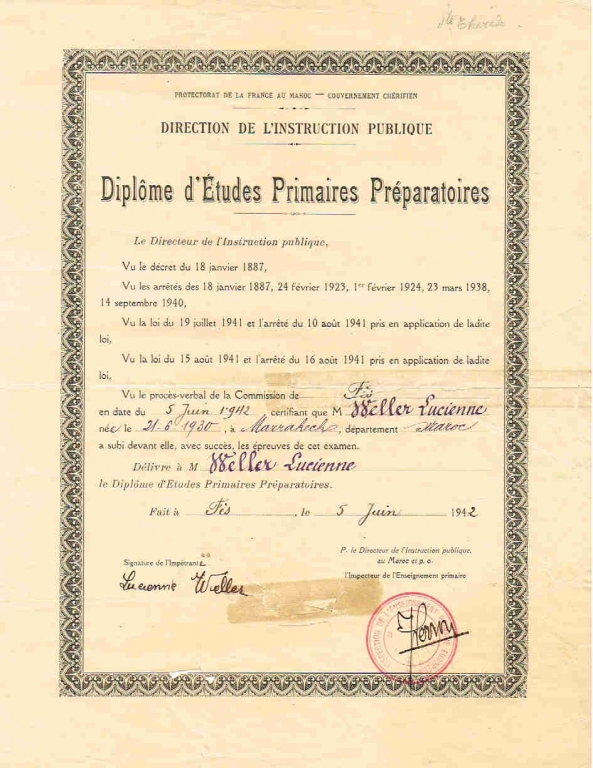 Ste Thérèse.
PROTECTORAT DE LA FRANCE AU MAROC — GOUVERNEMENT CHÉRIFIEN
DIRECTION DE L'INSTRUCTION PUBLIQUE
Diplôme d'Études Primaires Préparatoires
Le Directeur de l'Instruction publique,
Vu le décret du 18 janvier 1887,
Vu les arrêtés des 18 janvier 1887, 24 février 1923, 1er février 1924, 23 mars 1938,
14 septembre 1940,
Vu la loi du 19 juillet 1941 et l'arrêté du 10 août 1941 pris en application de ladite
loi,
Vu la loi du 15 août 1941 et l'arrêté du 16 août 1941 pris en application de ladite
loi,
Vu le procès-verbal de la Commission de Fès
en date du 5 Juin 1942 certifiant que M Weller Lucienne
née le 21-6 1930, à Marrakech, département Maroc
a subi devant elle, avec succès, les épreuves de cet examen.
Délivre à M Weller Lucienne
le Diplôme d'Etudes Primaires Préparatoires.
Fait à Fès, le 5 Juin 1942
Signature de l'Impétrante
Lucienne Weller
P. le Directeur de l'Instruction publique,
au Maroc et p. o.
l'Inspecteur de l'Enseignement primaire